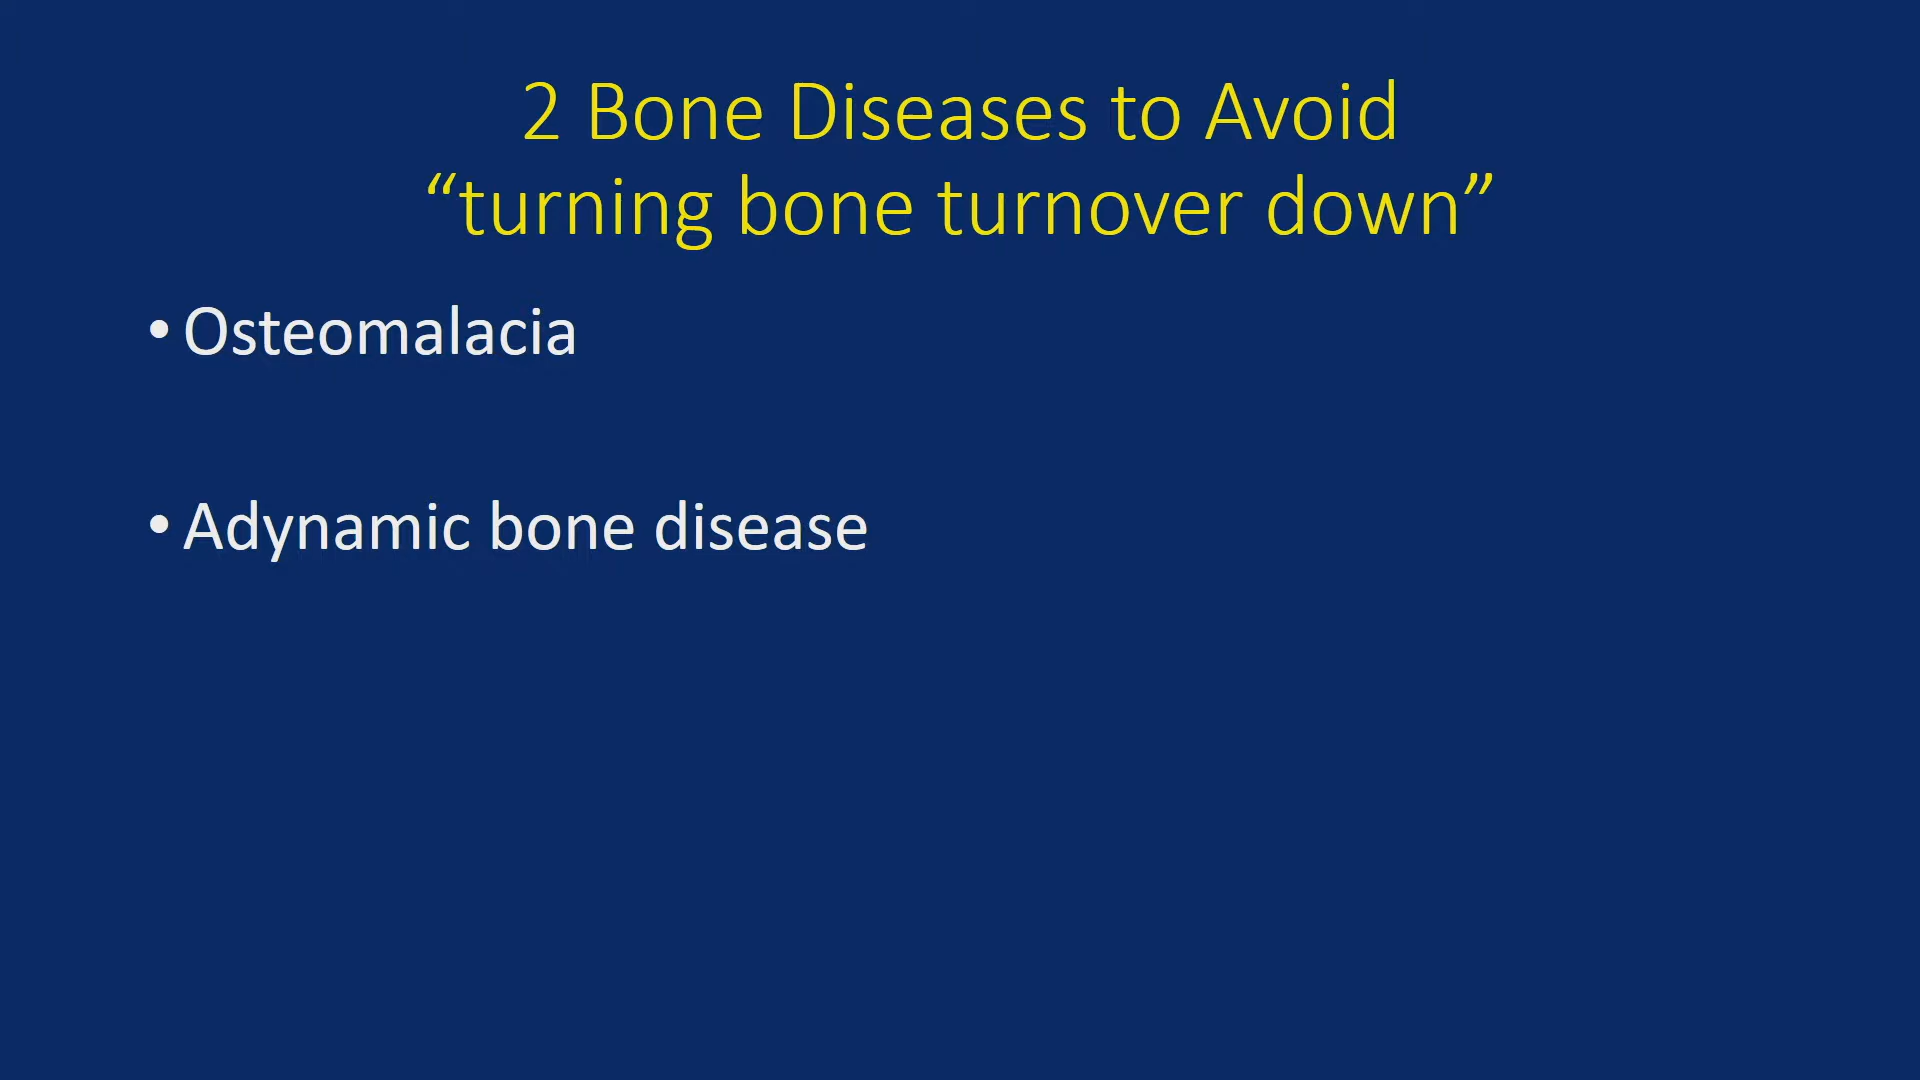 2 Bone Diseases to Avoid
“turning bone turnover down”
• Osteomalacia
• Adynamic bone disease